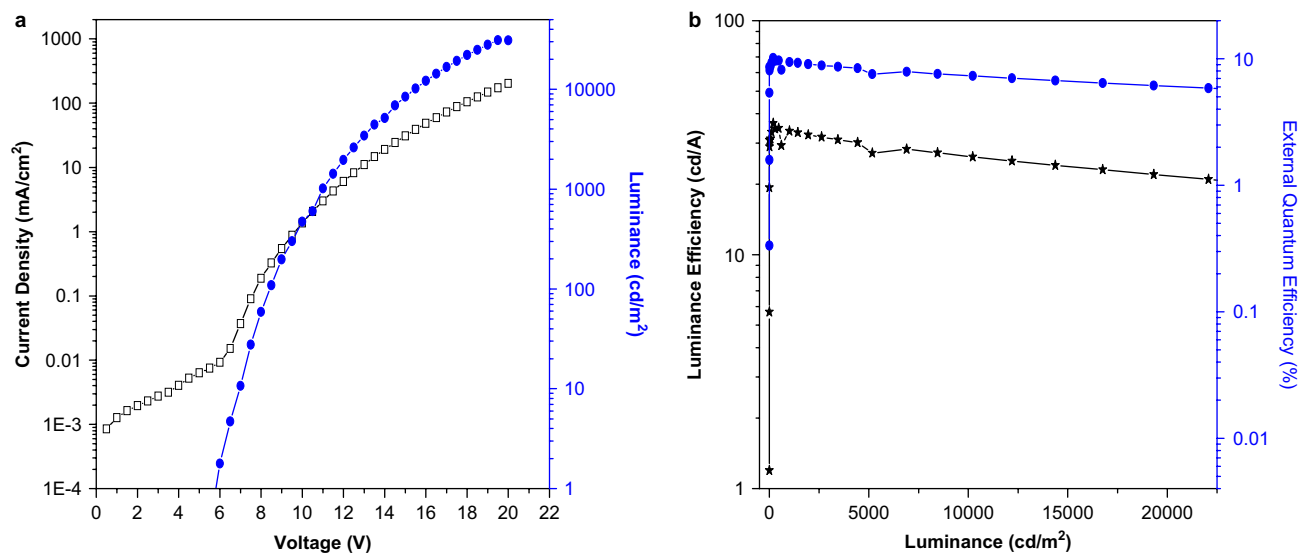 a
1000
100
10
1
0.1
0.01
1E-3
1E-4
Current Density (mA/cm²)
0 2 4 6 8 10 12 14 16 18 20 22
Voltage (V)
10000
1000
100
10
1
Luminance (cd/m²)
b
100
10
1
Luminance Efficiency (cd/A)
0 5000 10000 15000 20000
Luminance (cd/m²)
10
1
0.1
0.01
External Quantum Efficiency (%)